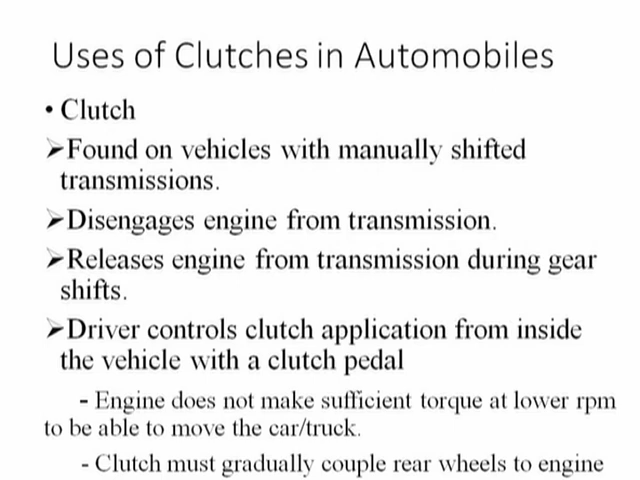 Uses of Clutches in Automobiles
• Clutch
➢Found on vehicles with manually shifted
transmissions.
➢Disengages engine from transmission.
➢Releases engine from transmission during gear
shifts.
➢Driver controls clutch application from inside
the vehicle with a clutch pedal
- Engine does not make sufficient torque at lower rpm
to be able to move the car/truck.
- Clutch must gradually couple rear wheels to engine